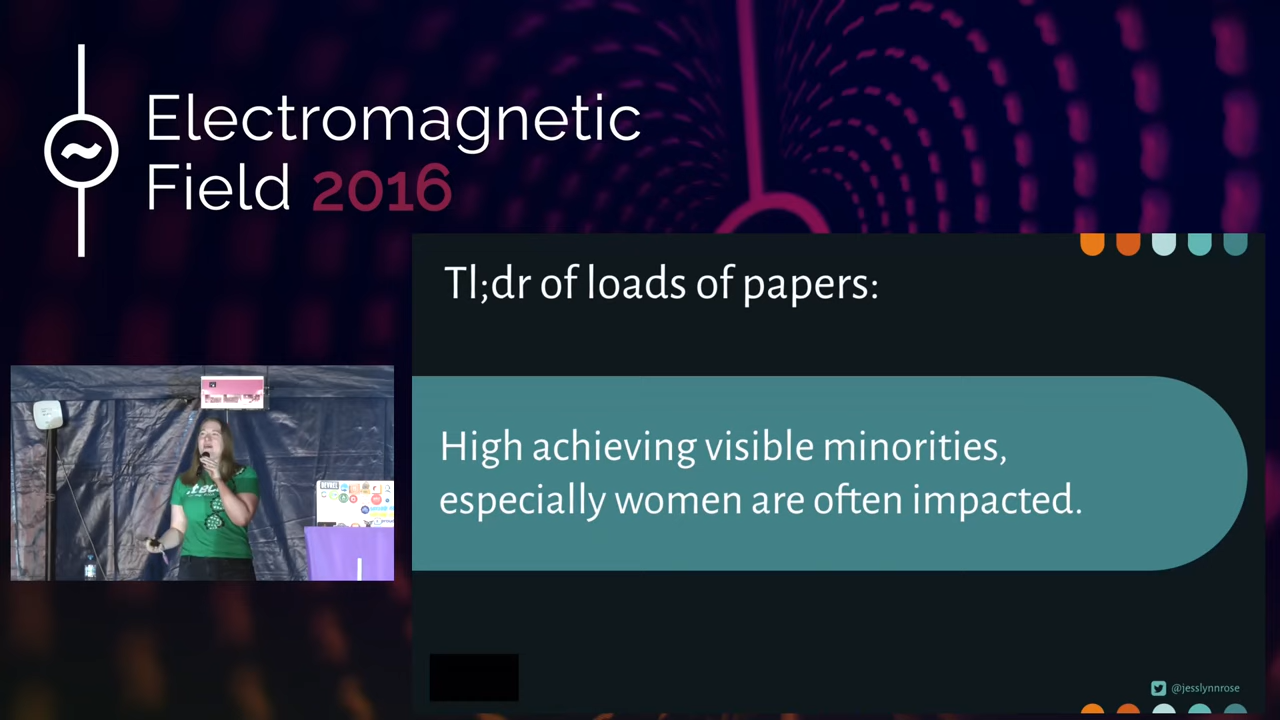 Electromagnetic
Field 2016
Tl;dr of loads of papers:
High achieving visible minorities,
especially women are often impacted.
@jesslynnrose